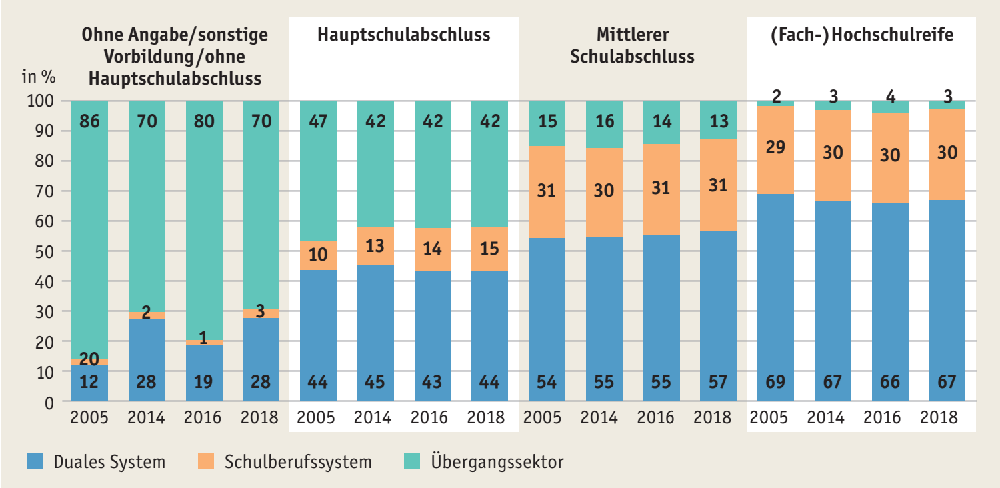 Ohne Angabe/sonstige
Vorbildung/ohne
Hauptschulabschluss
Hauptschulabschluss
Mittlerer
Schulabschluss
(Fach-)Hochschulreife
in %
100
90
80
70
60
50
40
30
20
10
0
86 70 80 70 47 42 42 42 15 16 14 13 2 3 4 3
20 2 1 3 10 13 14 15 31 30 31 31 29 30 30 30
12 28 19 28 44 45 43 44 54 55 55 57 69 67 66 67
2005 2014 2016 2018 2005 2014 2016 2018 2005 2014 2016 2018 2005 2014 2016 2018
Duales System Schulberufssystem Übergangssektor